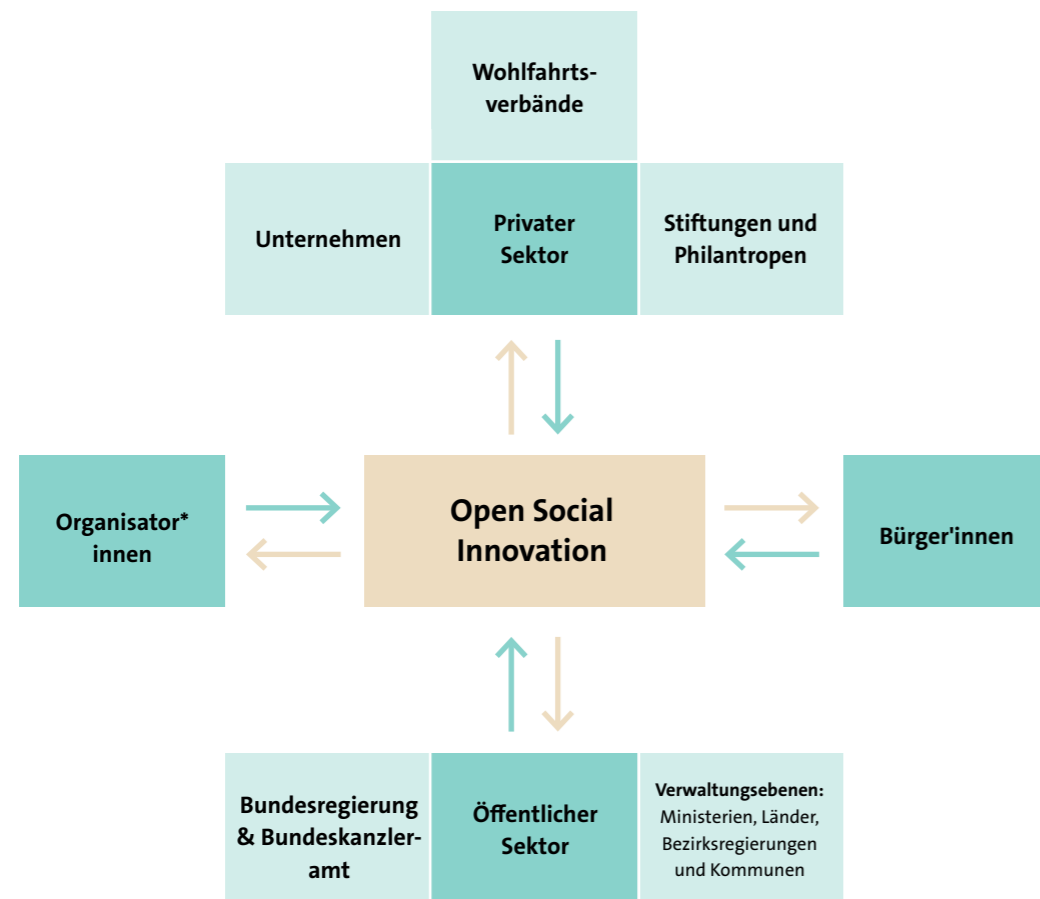 Wohlfahrts-
verbände
Unternehmen
Privater
Sektor
Stiftungen und
Philantropen
Organisator*
innen
Open Social
Innovation
Bürger'innen
Bundesregierung
& Bundeskanzler-
amt
Öffentlicher
Sektor
Verwaltungsebenen:
Ministerien, Länder,
Bezirksregierungen
und Kommunen